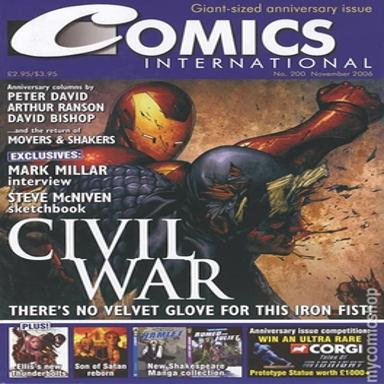 Giant-sized anniversary issue
COMICS
INTERNATIONAL
£2.95/$3.95
No. 200 November 2006
Anniversary columns by
PETER DAVID
ARTHUR RANSON
DAVID BISHOP
...and the return of
MOVERS & SHAKERS
EXCLUSIVES:
MARK MILLAR
interview
STEVE McNIVEN
sketchbook
CIVIL
WAR
THERE'S NO VELVET GLOVE FOR THIS IRON FIST!
PLUS!
Ellis's new
Thunderbolts
Son of Satan
reborn
HAMLET
ROMEO
JULIET
New Shakespeare
Manga collection
Anniversary issue competition
WIN AN ULTRA RARE
CORGI
Prototype Statue worth £1000
mycomicshop